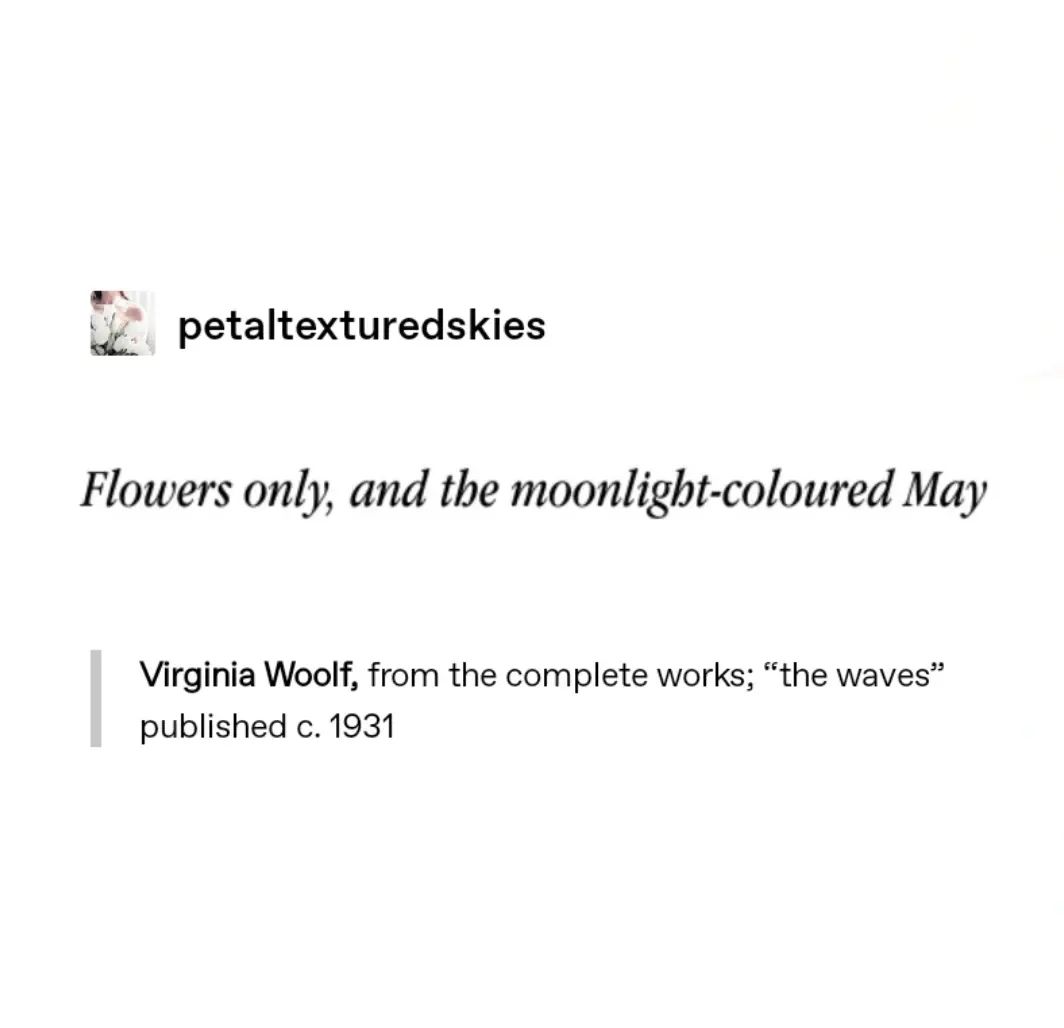 petaltexturedskies
Flowers only, and the moonlight-coloured May
Virginia Woolf, from the complete works; “the waves”
published c. 1931